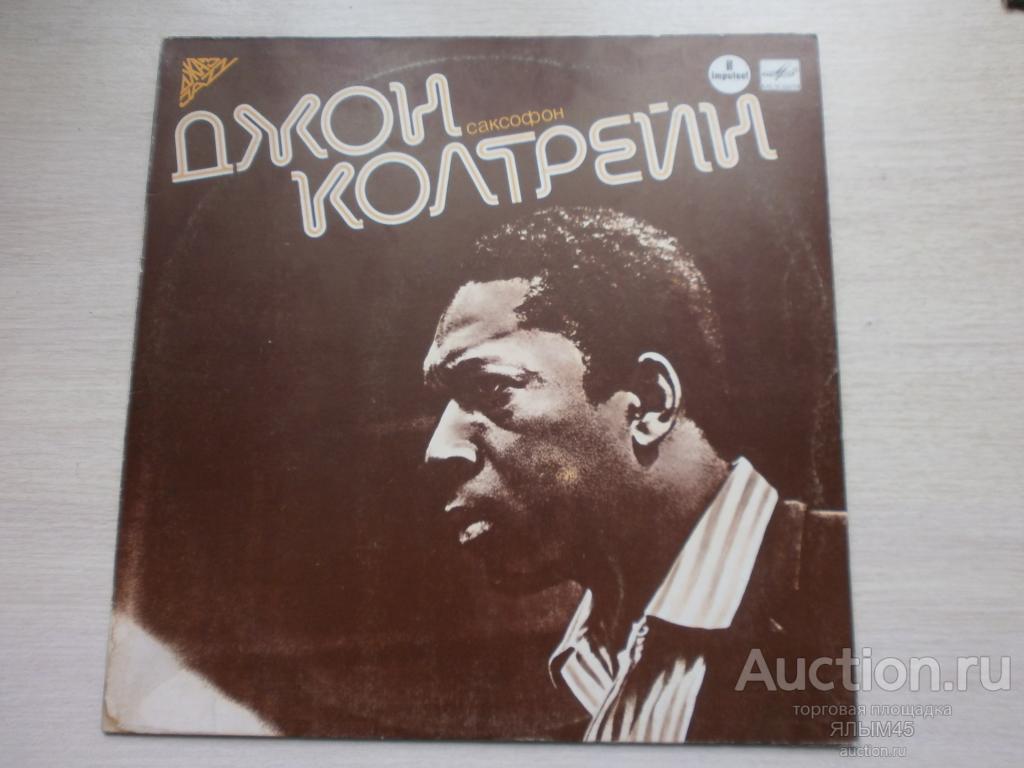 ДЖОН
саксофон
КОЛТРЕЙН
impulse!
Auction.ru
торговая площадка
ЯЛЫМ45
auction.ru